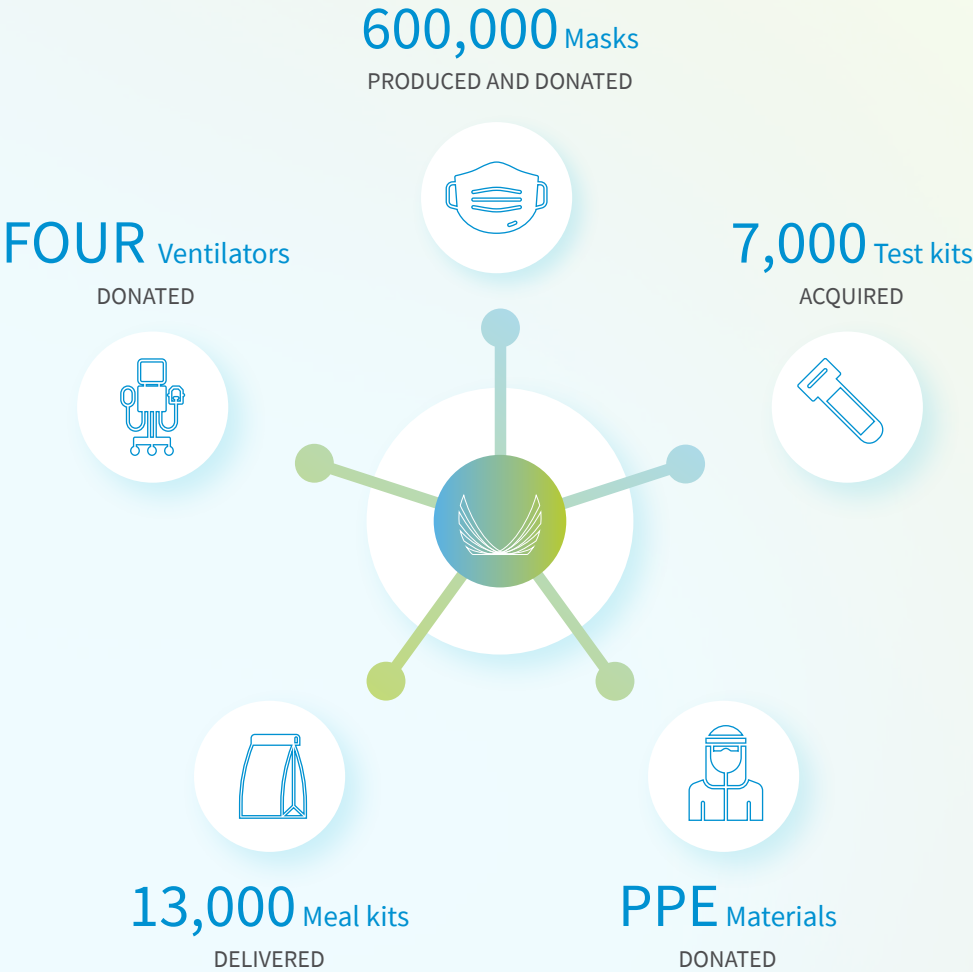 600,000 Masks
PRODUCED AND DONATED
FOUR Ventilators
DONATED
7,000 Test kits
ACQUIRED
13,000 Meal kits
DELIVERED
PPE Materials
DONATED